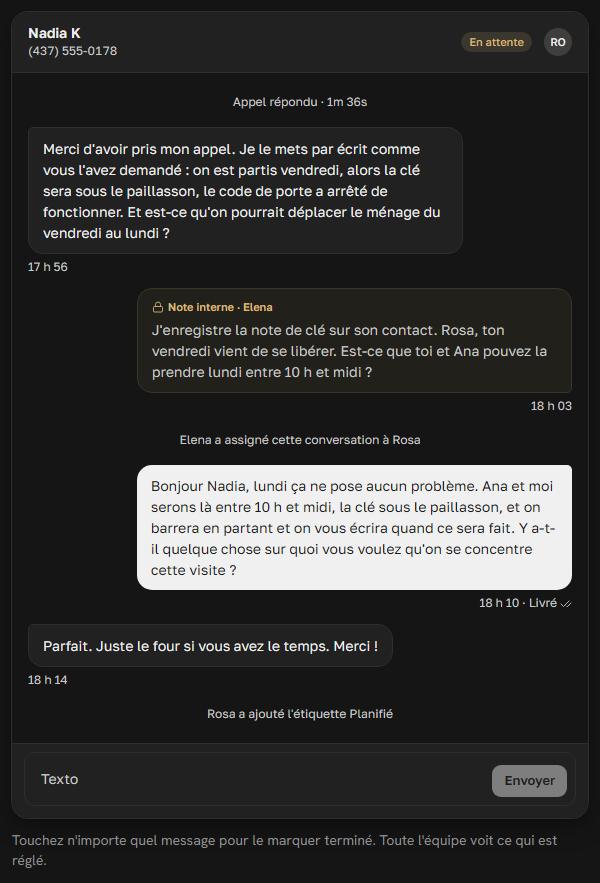 Nadia K
(437) 555-0178
En attente
RO
Appel répondu · 1m 36s
Merci d'avoir pris mon appel. Je le mets par écrit comme
vous l'avez demandé : on est partis vendredi, alors la clé
sera sous le paillasson, le code de porte a arrêté de
fonctionner. Et est-ce qu'on pourrait déplacer le ménage du
vendredi au lundi ?
17 h 56
Note interne · Elena
J'enregistre la note de clé sur son contact. Rosa, ton
vendredi vient de se libérer. Est-ce que toi et Ana pouvez la
prendre lundi entre 10 h et midi ?
18 h 03
Elena a assigné cette conversation à Rosa
Bonjour Nadia, lundi ça ne pose aucun problème. Ana et moi
serons là entre 10 h et midi, la clé sous le paillasson, et on
barrera en partant et on vous écrira quand ce sera fait. Y a-t-
il quelque chose sur quoi vous voulez qu'on se concentre
cette visite ?
18 h 10 · Livré
Parfait. Juste le four si vous avez le temps. Merci !
18 h 14
Rosa a ajouté l'étiquette Planifié
Texto
Envoyer
Touchez n'importe quel message pour le marquer terminé. Toute l'équipe voit ce qui est
réglé.